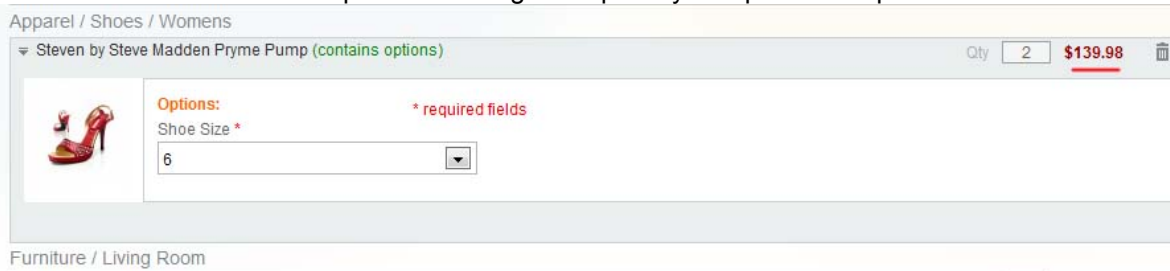 Apparel / Shoes / Womens
Steven by Steve Madden Pryme Pump (contains options) Qty 2 $139.98
Options: * required fields
Shoe Size *
6
Furniture / Living Room